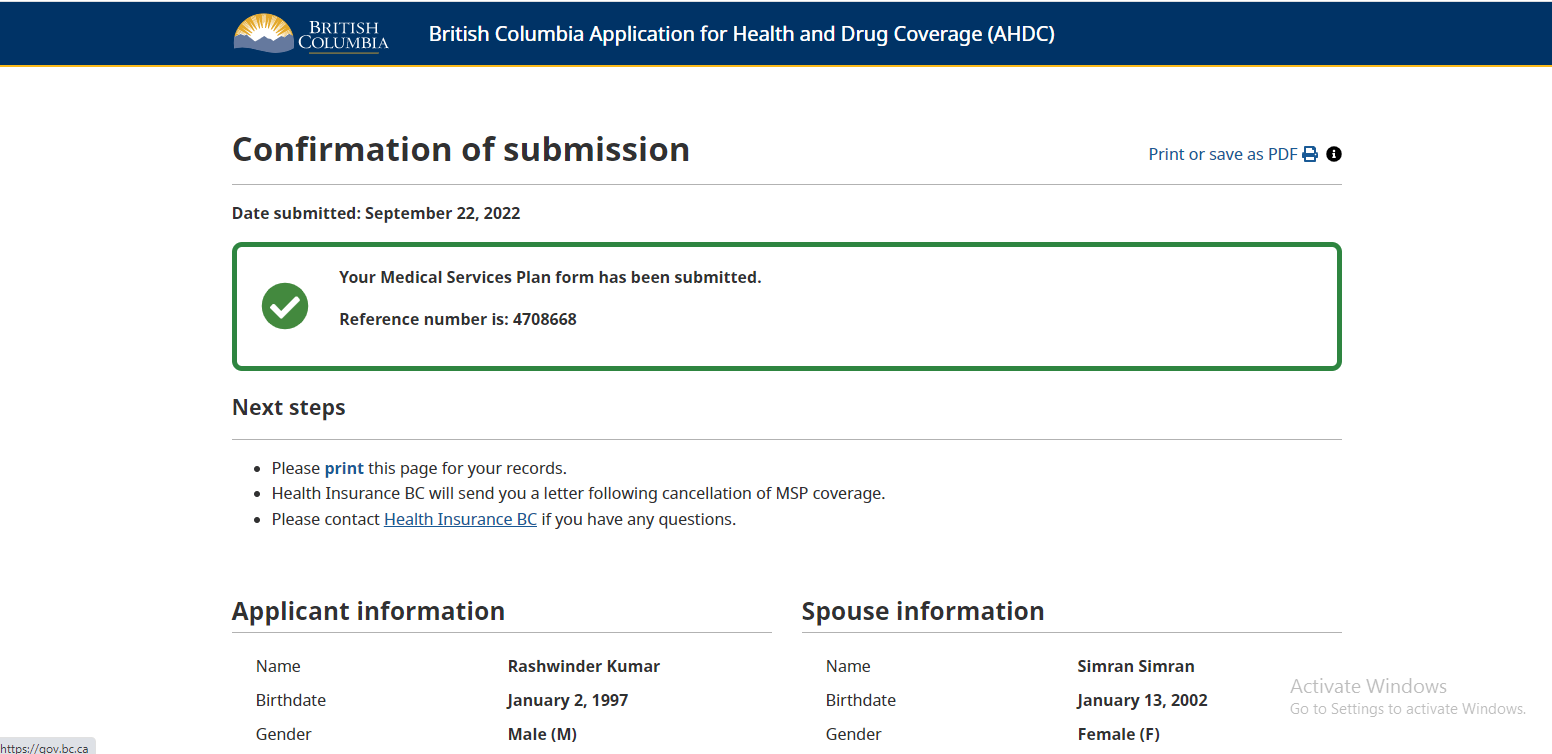 BRITISH
COLUMBIA
British Columbia Application for Health and Drug Coverage (AHDC)
Confirmation of submission
Print or save as PDF
Date submitted: September 22, 2022
Your Medical Services Plan form has been submitted.
Reference number is: 4708668
Next steps
Please print this page for your records.
Health Insurance BC will send you a letter following cancellation of MSP coverage.
Please contact Health Insurance BC if you have any questions.
Applicant information
Name Rashwinder Kumar
Birthdate January 2, 1997
Gender Male (M)
Spouse information
Name Simran Simran
Birthdate January 13, 2002
Gender Female (F)
Activate Windows
Go to Settings to activate Windows.
https://gov.bc.ca